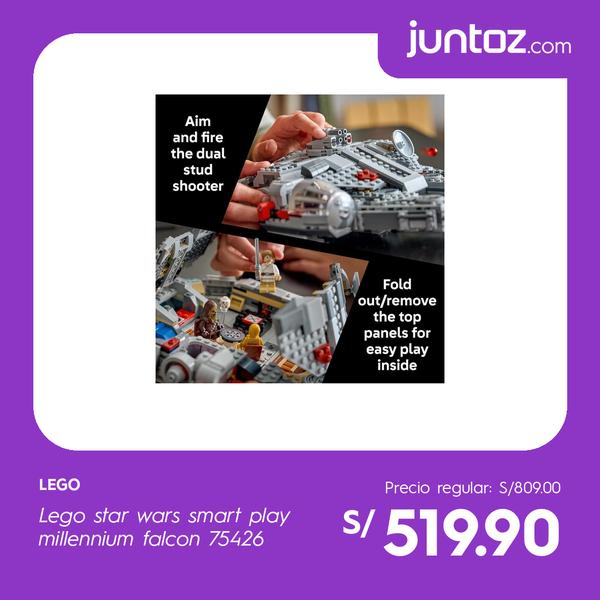 juntoz.com
Aim
and fire
the dual
stud
shooter
Fold
out/remove
the top
panels for
easy play
inside
LEGO
Lego star wars smart play
millennium falcon 75426
Precio regular: S/809.00
S/ 519.90